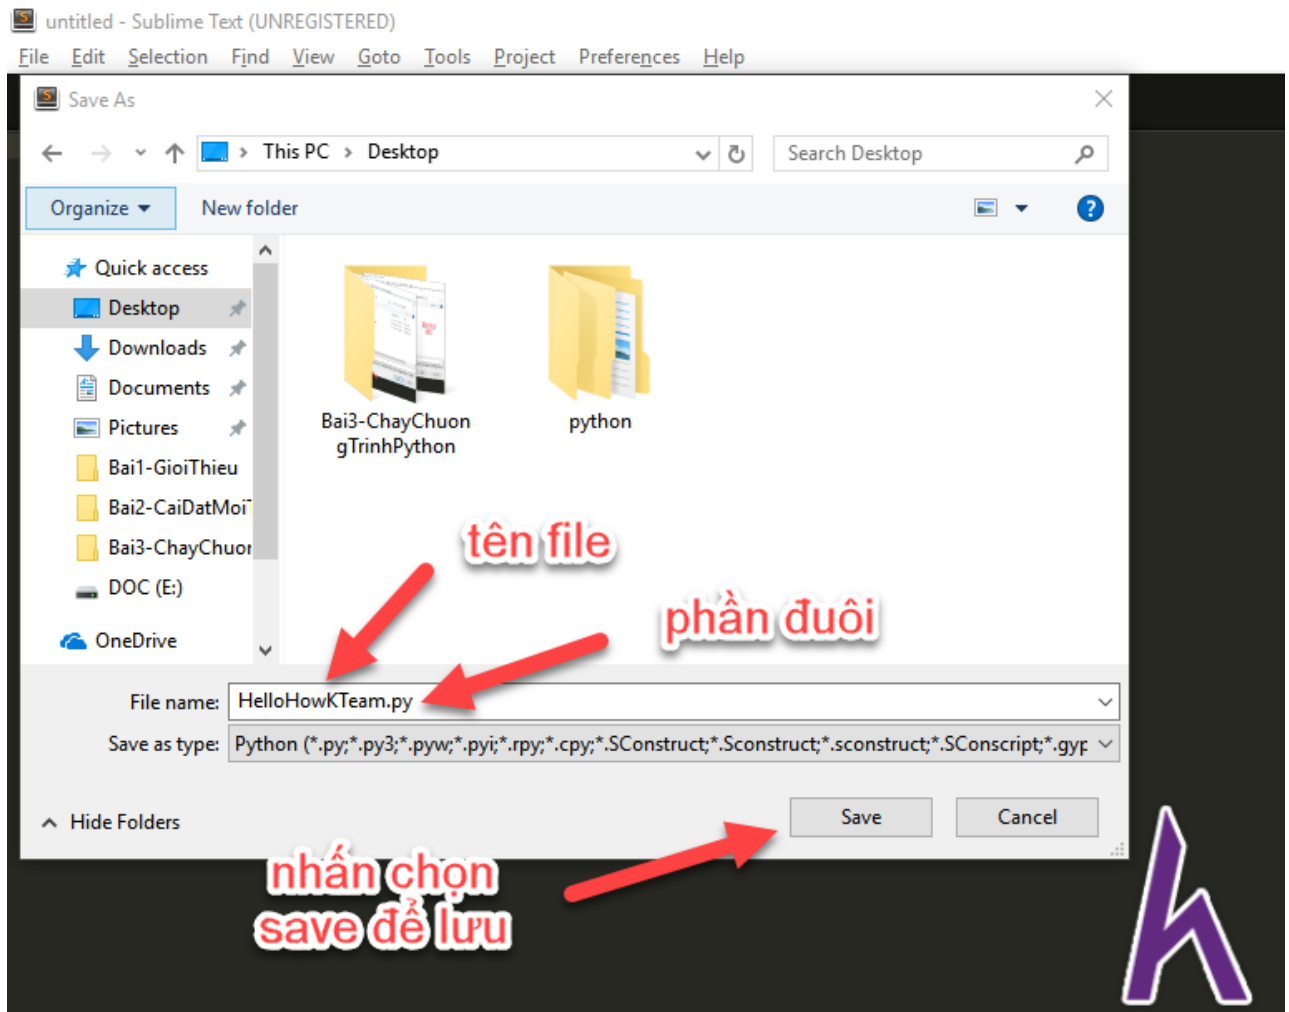 untitled - Sublime Text (UNREGISTERED)
File Edit Selection Find View Goto Tools Project Preferences Help
Save As
This PC > Desktop
Search Desktop
Organize New folder
Quick access
Desktop
Downloads
Documents
Pictures
Bai1-GioiThieu
Bai2-CaiDatMoiT
Bai3-ChayChuon
DOC (E:)
OneDrive
Bai3-ChayChuon
gTrinhPython
python
tên file
phần đuôi
File name: HelloHowKTeam.py
Save as type: Python (*.py;*.py3;*.pyw;*.pyi;*.rpy;*.cpy;*.SConstruct;*.Sconstruct;*.sconstruct;*.SConscript;*.gyp
Hide Folders
Save Cancel
nhấn chọn
save để lưu